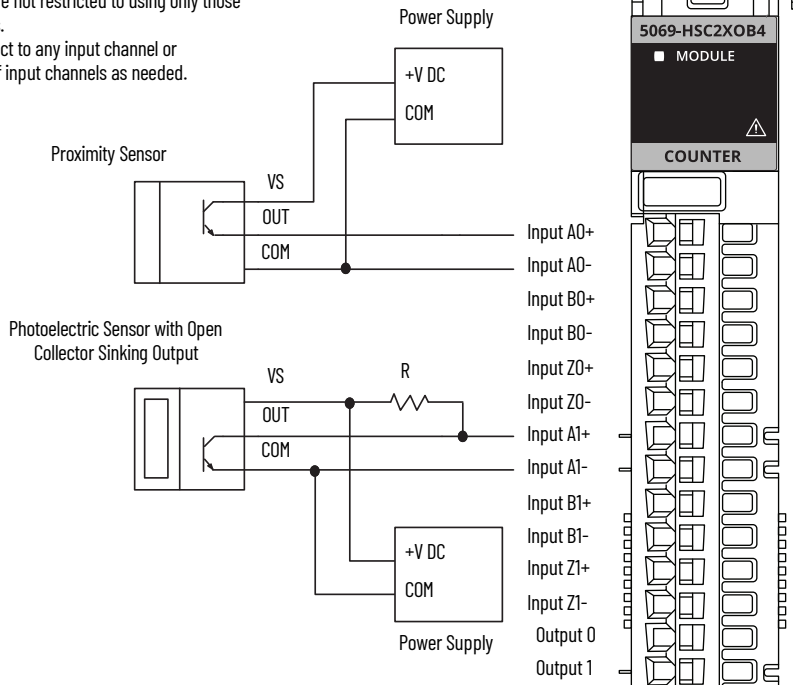 e not restricted to using only those
ct to any input channel or
f input channels as needed.
Power Supply
+V DC
COM
Proximity Sensor
VS
OUT
COM
Photoelectric Sensor with Open
Collector Sinking Output
VS
R
OUT
COM
+V DC
COM
Power Supply
5069-HSC2XOB4
MODULE
COUNTER
Input A0+
Input A0-
Input B0+
Input B0-
Input Z0+
Input Z0-
Input A1+
Input A1-
Input B1+
Input B1-
Input Z1+
Input Z1-
Output 0
Output 1